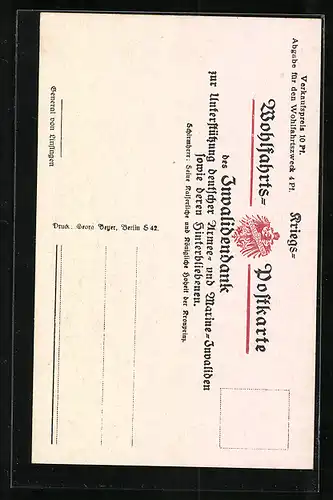 Verkaufspreis 10 Pf.
Abgabe für den Wohlfahrtszweck 4 Pf.
Kriegs-
Wohlfahrts- Postkarte
des Invalidendank
zur Unterstützung deutscher Armee- und Marine-Invaliden
sowie deren Hinterbliebenen.
Schirmherr: Seine Kaiserliche und Königliche Hoheit der Kronprinz.
Druck: Georg Beyer, Berlin S 42.
General von Linsingen